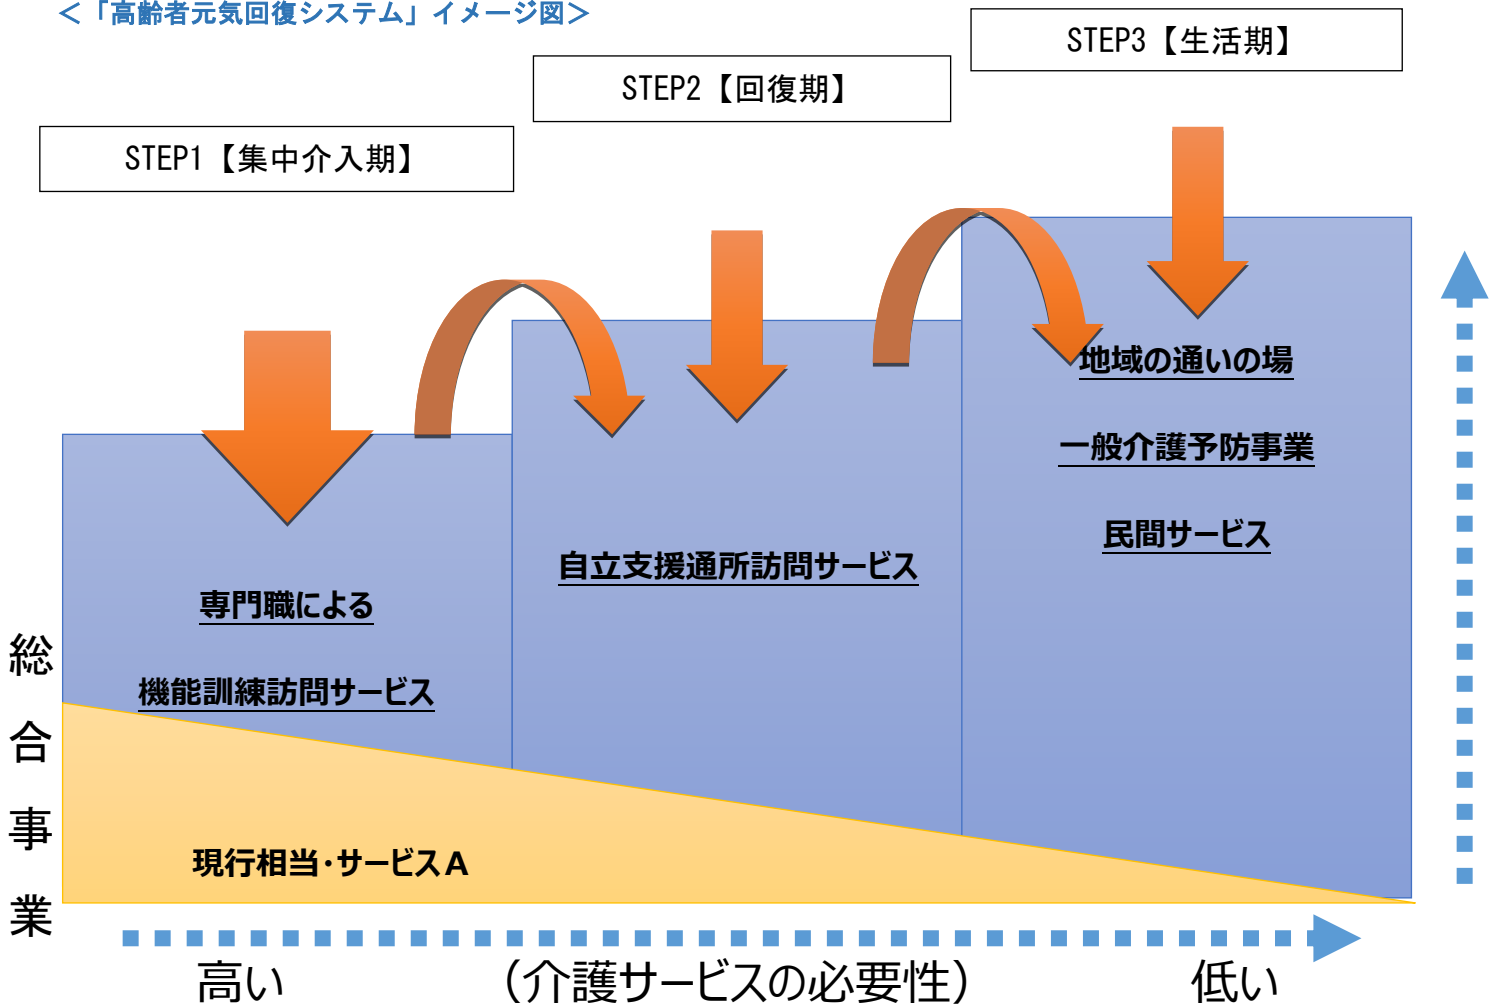 ＜「高齢者元気回復システム」イメージ図＞
STEP1【集中介入期】
STEP2【回復期】
STEP3【生活期】
専門職による
機能訓練訪問サービス
自立支援通所訪問サービス
地域の通いの場
一般介護予防事業
民間サービス
総合事業
現行相当・サービスA
高い （介護サービスの必要性） 低い